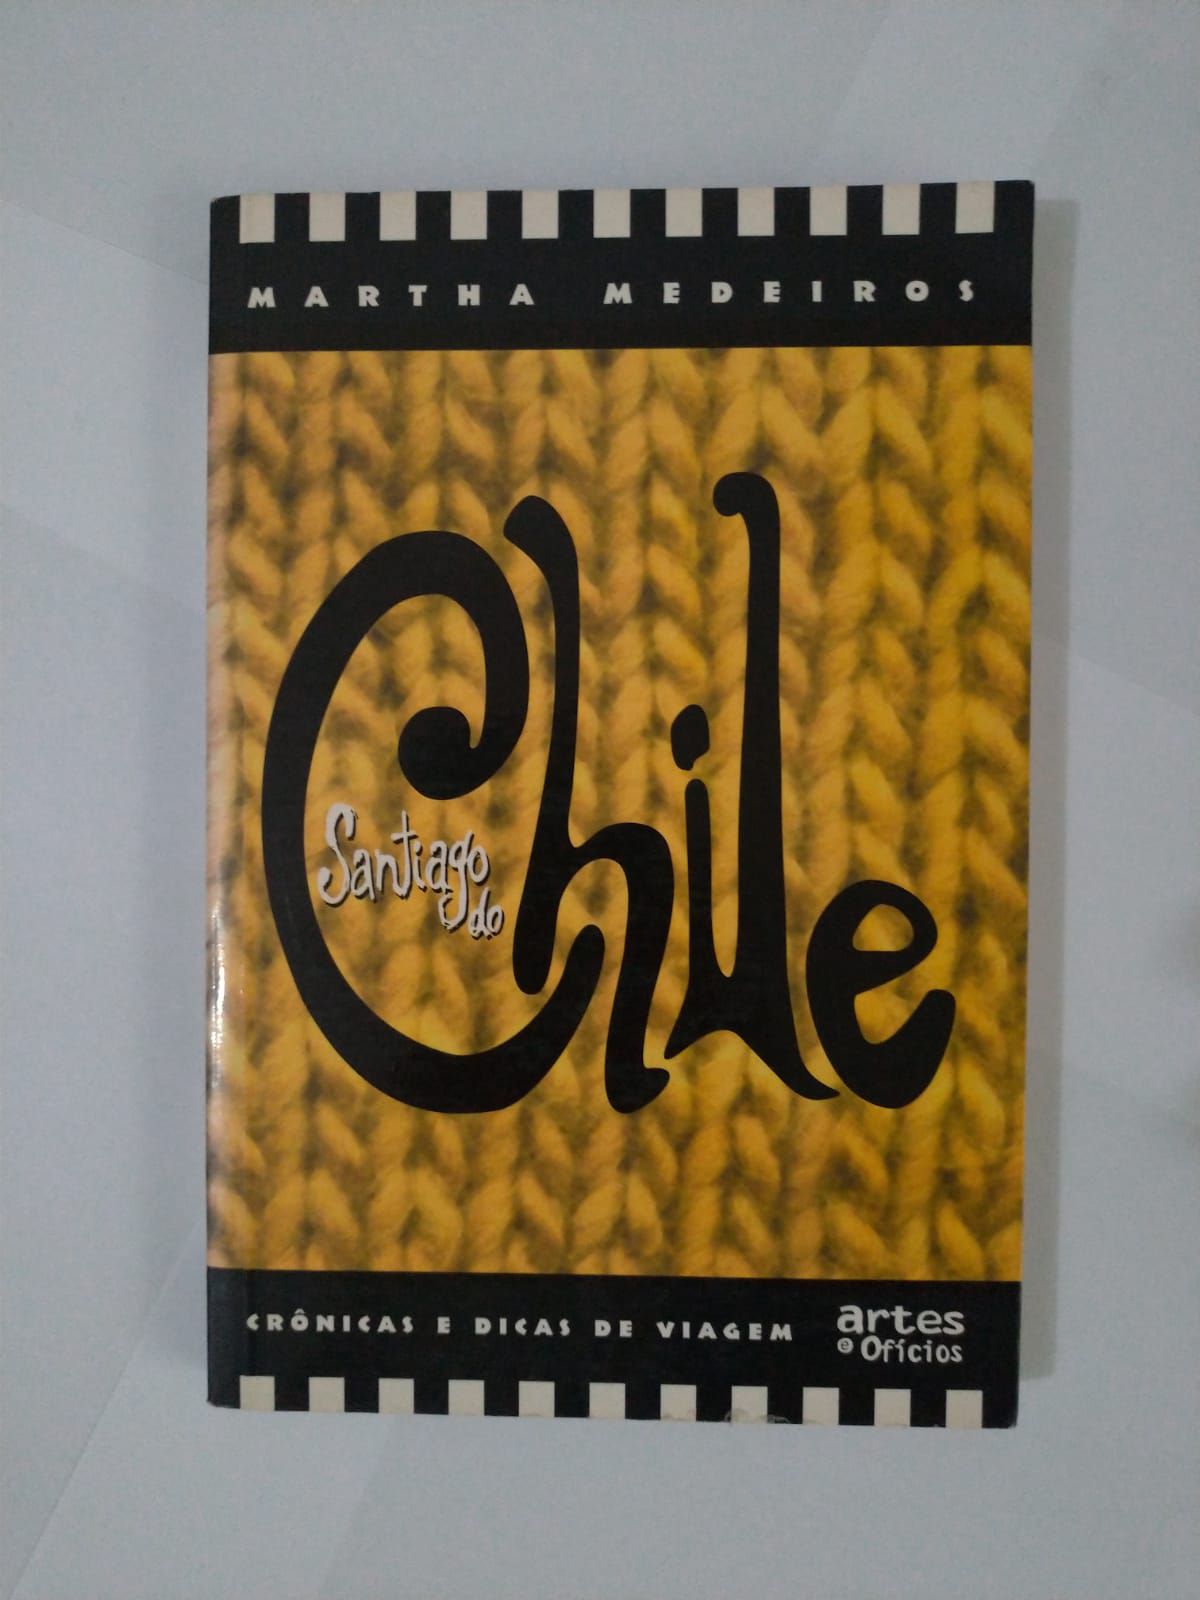 MARTHA MEDEIROS
Santiago
do
Chile
CRÔNICAS E DICAS DE VIAGEM
artes
e Ofícios